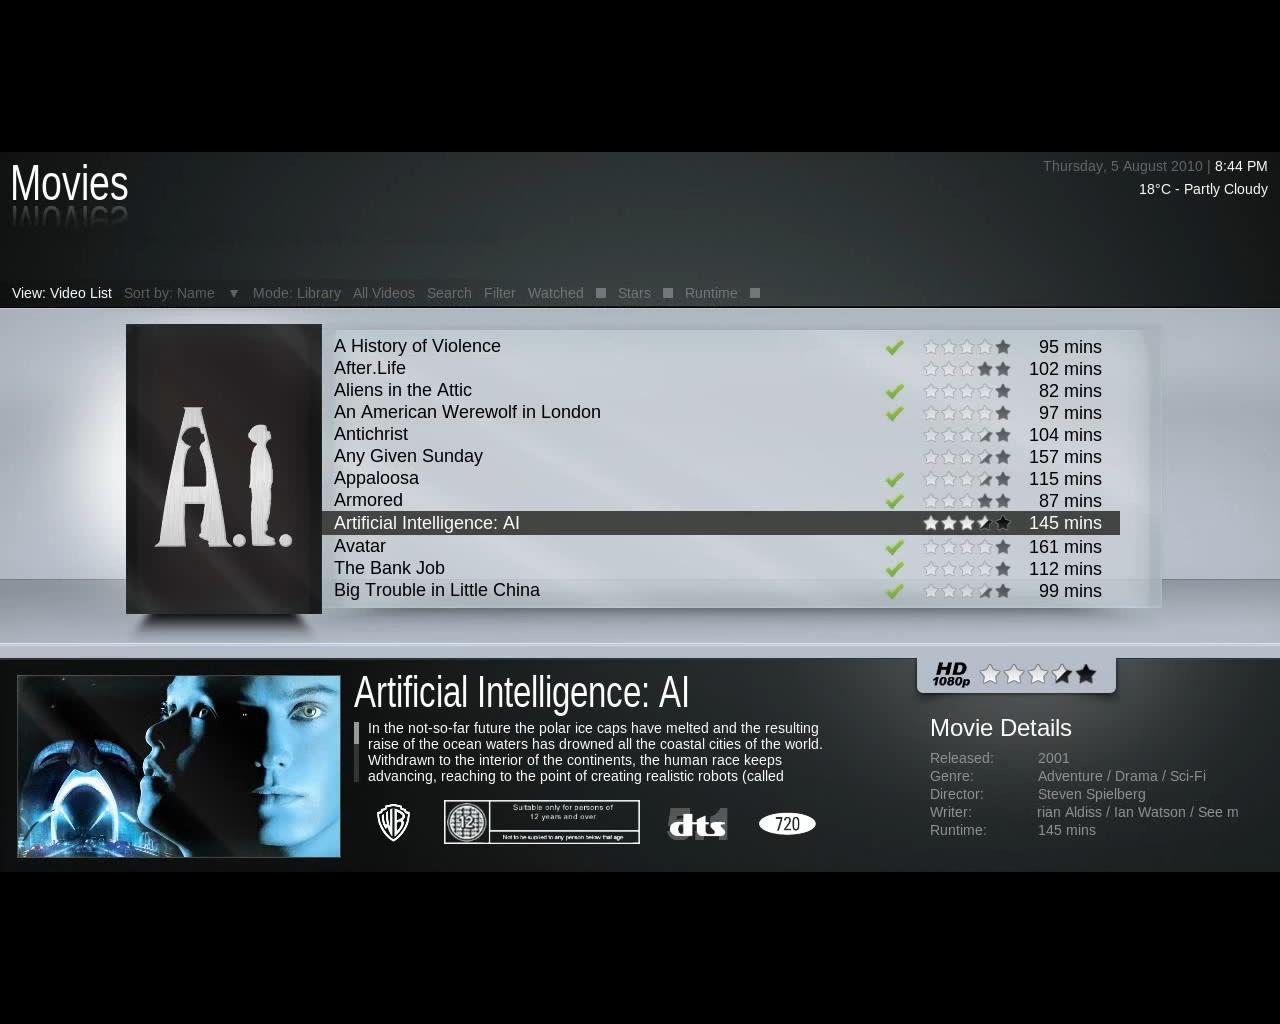 Movies
Thursday, 5 August 2010 | 8:44 PM
18°C - Partly Cloudy
View: Video List Sort by: Name ▼ Mode: Library All Videos Search Filter Watched Stars Runtime
A.I.
A History of Violence 95 mins
After.Life 102 mins
Aliens in the Attic 82 mins
An American Werewolf in London 97 mins
Antichrist 104 mins
Any Given Sunday 157 mins
Appaloosa 115 mins
Armored 87 mins
Artificial Intelligence: AI 145 mins
Avatar 161 mins
The Bank Job 112 mins
Big Trouble in Little China 99 mins
HD
1080p
Artificial Intelligence: AI
In the not-so-far future the polar ice caps have melted and the resulting
raise of the ocean waters has drowned all the coastal cities of the world.
Withdrawn to the interior of the continents, the human race keeps
advancing, reaching to the point of creating realistic robots (called
WB
12
Suitable only for persons of
12 years and over
Not to be supplied to any person below that age
5.1
dts
720
Movie Details
Released: 2001
Genre: Adventure / Drama / Sci-Fi
Director: Steven Spielberg
Writer: rian Aldiss / Ian Watson / See m
Runtime: 145 mins